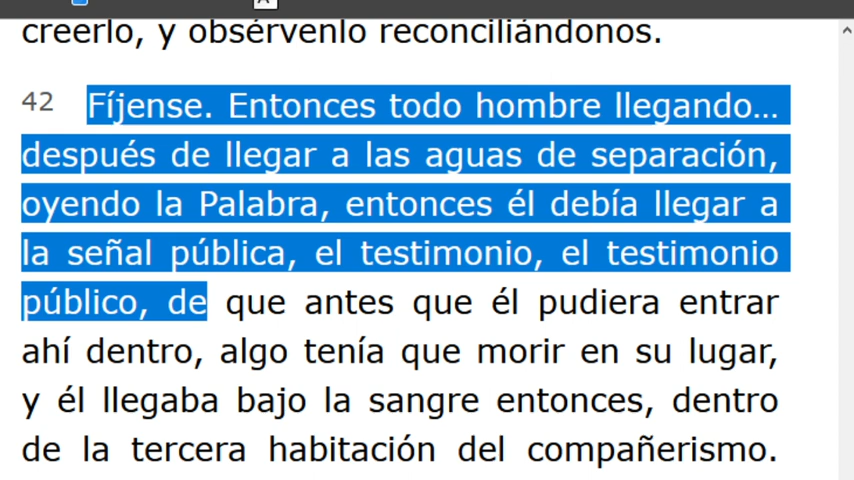 creerlo, y obsérvenlo reconciliándonos.
42 Fíjense. Entonces todo hombre llegando...
después de llegar a las aguas de separación,
oyendo la Palabra, entonces él debía llegar a
la señal pública, el testimonio, el testimonio
público, de que antes que él pudiera entrar
ahí dentro, algo tenía que morir en su lugar,
y él llegaba bajo la sangre entonces, dentro
de la tercera habitación del compañerismo.